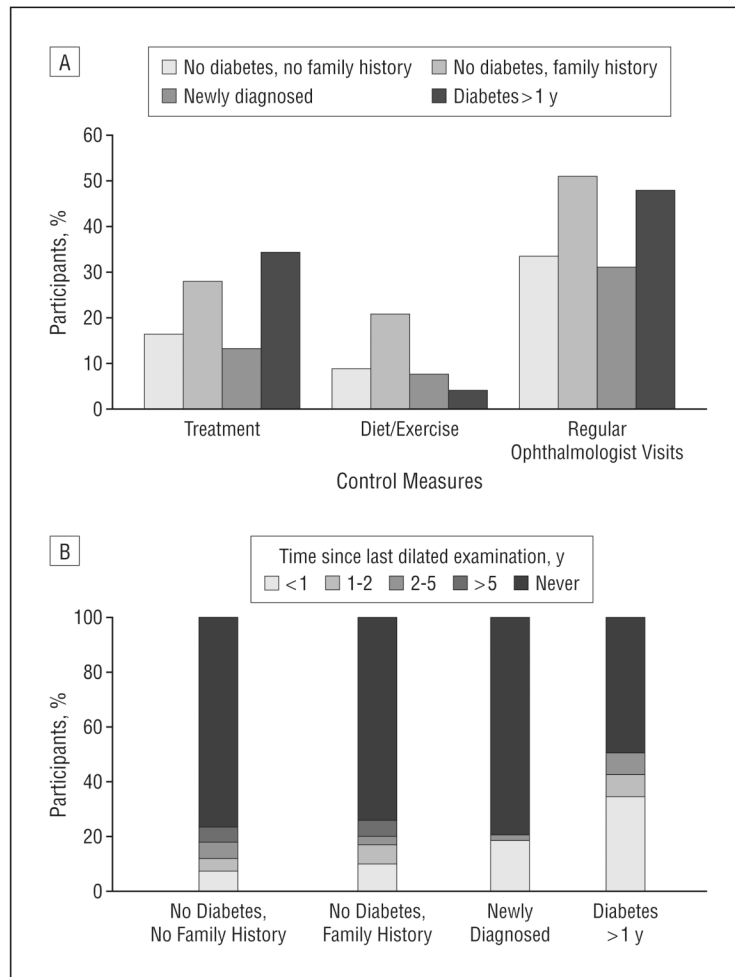 A
No diabetes, no family history
No diabetes, family history
Newly diagnosed
Diabetes>1 y
60
50
40
30
20
10
0
Participants, %
Treatment
Diet/Exercise
Regular
Ophthalmologist Visits
Control Measures
B
Time since last dilated examination, y
<1 1-2 2-5 >5 Never
100
80
60
40
20
0
Participants, %
No Diabetes,
No Family History
No Diabetes,
Family History
Newly
Diagnosed
Diabetes
>1 y